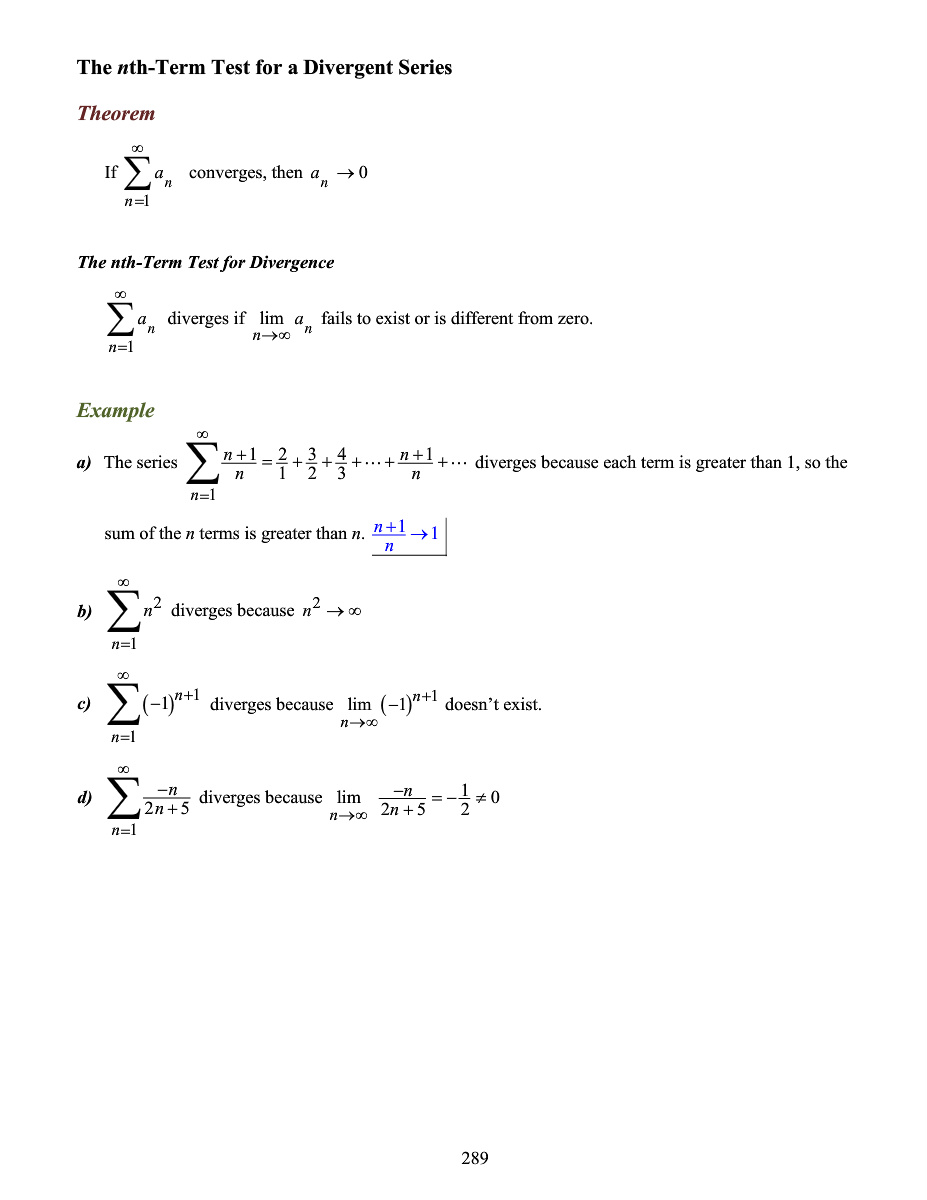 The nth-Term Test for a Divergent Series
Theorem
If $\sum_{n=1}^{\infty} a_n$ converges, then $a_n \to 0$
The nth-Term Test for Divergence
$\sum_{n=1}^{\infty} a_n$ diverges if $\lim_{n\to\infty} a_n$ fails to exist or is different from zero.
Example
a) The series $\sum_{n=1}^{\infty} \frac{n+1}{n} = \frac{2}{1} + \frac{3}{2} + \frac{4}{3} + \cdots + \frac{n+1}{n} + \cdots$ diverges because each term is greater than 1, so the
sum of the n terms is greater than n. $\frac{n+1}{n} \to 1$
b) $\sum_{n=1}^{\infty} n^2$ diverges because $n^2 \to \infty$
c) $\sum_{n=1}^{\infty} (-1)^{n+1}$ diverges because $\lim_{n\to\infty} (-1)^{n+1}$ doesn’t exist.
d) $\sum_{n=1}^{\infty} \frac{-n}{2n+5}$ diverges because $\lim_{n\to\infty} \frac{-n}{2n+5} = -\frac{1}{2} \neq 0$
289